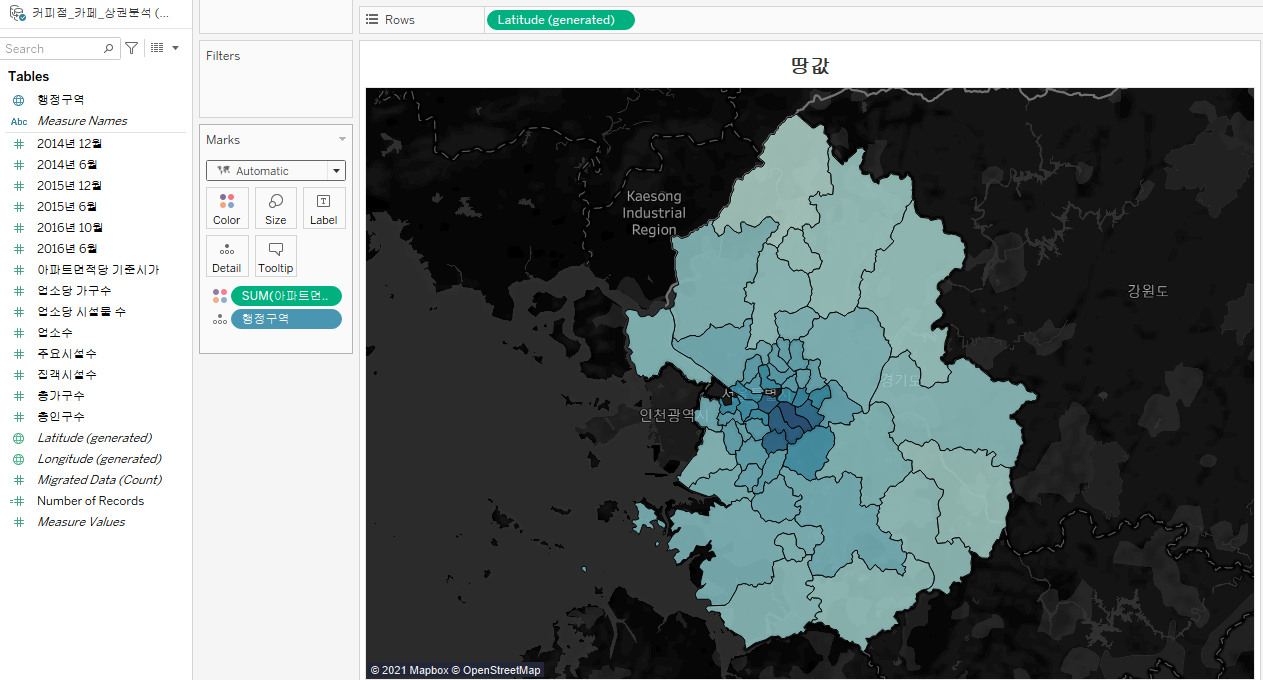 커피점_카페_상권분석 (...
Search
Tables
행정구역
Abc Measure Names
2014년 12월
2014년 6월
2015년 12월
2015년 6월
2016년 10월
2016년 6월
아파트면적당 기준시가
업소당 가구수
업소당 시설물 수
업소수
주요시설수
집객시설수
총가구수
총인구수
Latitude (generated)
Longitude (generated)
Migrated Data (Count)
Number of Records
Measure Values
Filters
Marks
Automatic
Color Size Label
Detail Tooltip
SUM(아파트면..
행정구역
Rows Latitude (generated)
땅값
Kaesong
Industrial
Region
강원도
경기도
인천광역시
© 2021 Mapbox © OpenStreetMap